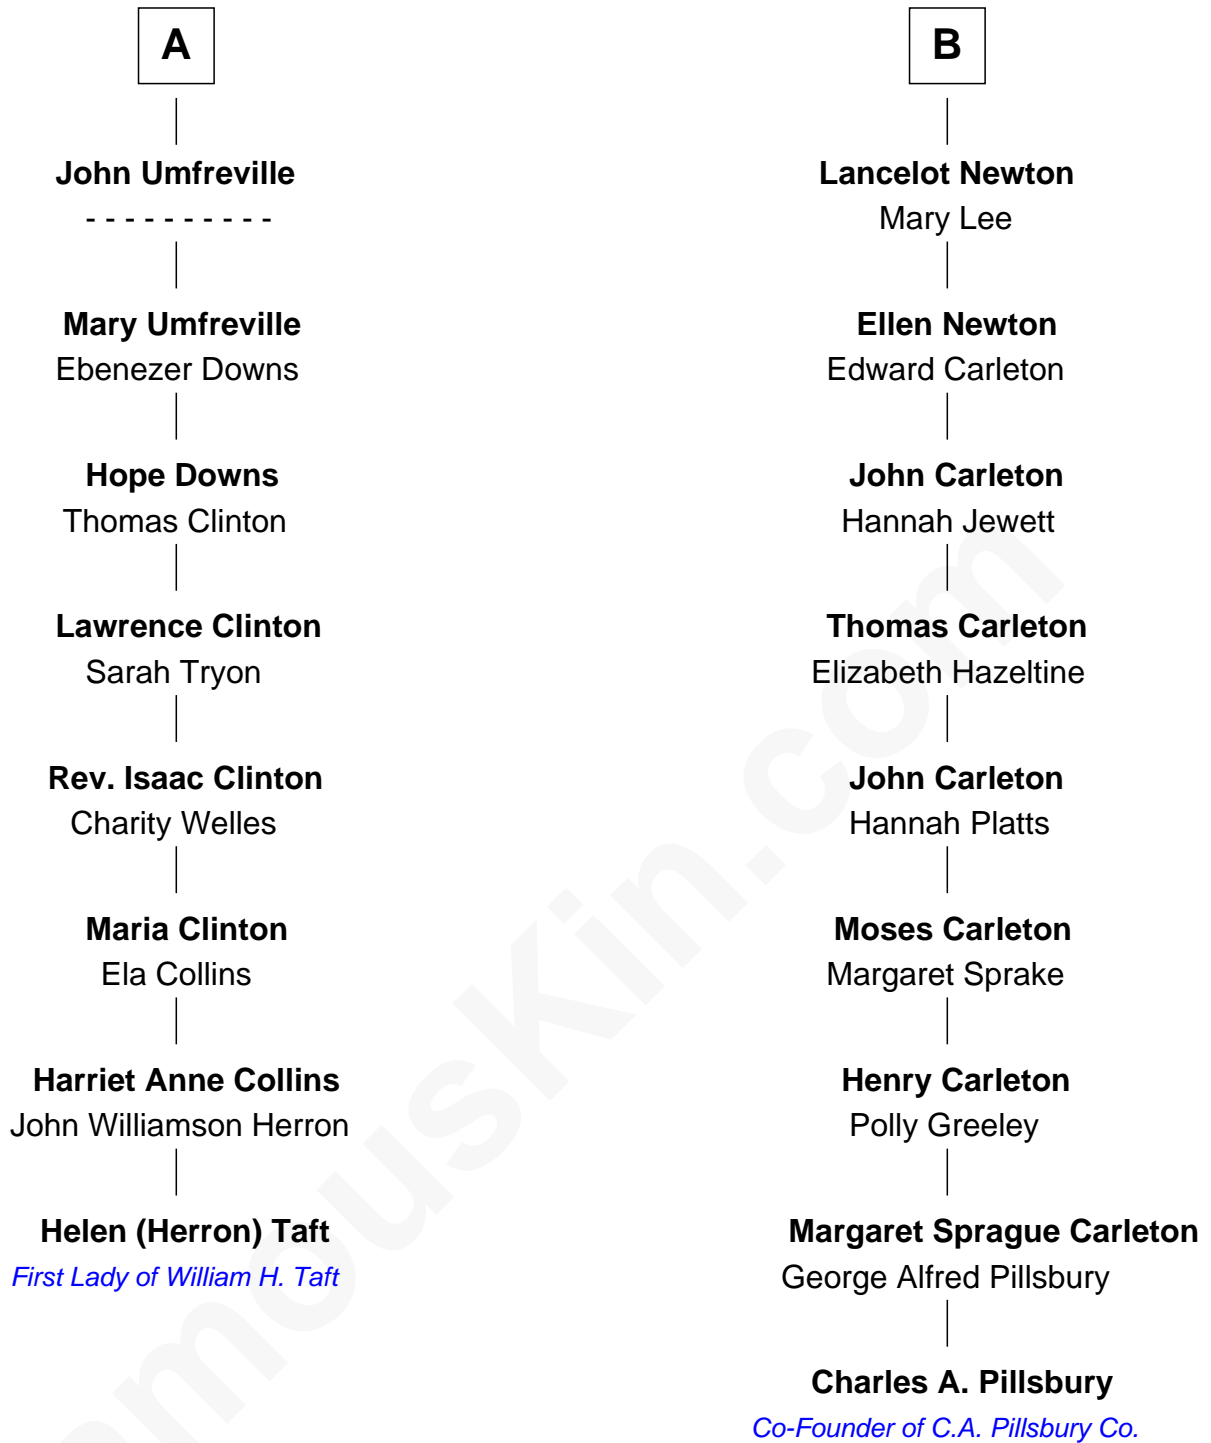 A
John Umfreville
- - - - - - - - - -
Mary Umfreville
Ebenezer Downs
Hope Downs
Thomas Clinton
Lawrence Clinton
Sarah Tryon
Rev. Isaac Clinton
Charity Welles
Maria Clinton
Ela Collins
Harriet Anne Collins
John Williamson Herron
Helen (Herron) Taft
First Lady of William H. Taft
B
Lancelot Newton
Mary Lee
Ellen Newton
Edward Carleton
John Carleton
Hannah Jewett
Thomas Carleton
Elizabeth Hazeltine
John Carleton
Hannah Platts
Moses Carleton
Margaret Sprake
Henry Carleton
Polly Greeley
Margaret Sprague Carleton
George Alfred Pillsbury
Charles A. Pillsbury
Co-Founder of C.A. Pillsbury Co.
amousKin.com